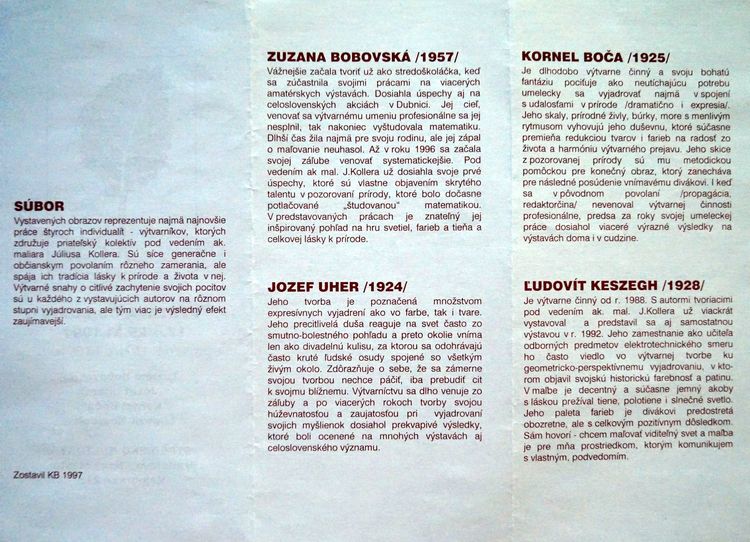 SÚBOR
Vystavených obrazov reprezentuje najmä najnovšie
práce štyroch individualít - výtvarníkov, ktorých
združuje priateľský kolektív pod vedením ak.
maliara Júliusa Kollera. Sú síce generačne i
občianskym povolaním rôzneho zamerania, ale
spája ich tradícia lásky k prírode a života v nej.
Výtvarné snahy o citlivé zachytenie svojich pocitov
sú u každého z vystavujúcich autorov na rôznom
stupni vyjadrovania, ale tým viac je výsledný efekt
zaujímavejší.
Zostavil KB 1997
ZUZANA BOBOVSKÁ /1957/
Vážnejšie začala tvoriť už ako stredoškoláčka, keď
sa zúčastnila svojimi prácami na viacerých
amatérskych výstavách. Dosiahla úspechy aj na
celoslovenských akciách v Dubnici. Jej cieľ,
venovať sa výtvarnému umeniu profesionálne sa jej
nesplnil, tak nakoniec vyštudovala matematiku.
Dlhší čas žila najmä pre svoju rodinu, ale jej zápal
o maľovanie neuhasol. Až v roku 1996 sa začala
svojej záľube venovať systematickejšie. Pod
vedením ak. mal. J.Kollera už dosiahla svoje prvé
úspechy, ktoré sú vlastne objavením skrytého
talentu v pozorovaní prírody, ktoré bolo dočasne
potlačované „študovanou" matematikou.
V predstavovaných prácach je znateľný jej
inšpirovaný pohľad na hru svetiel, farieb a tieňa a
celkovej lásky k prírode.
JOZEF UHER /1924/
Jeho tvorba je poznačená množstvom
expresívnych vyjadrení ako vo farbe, tak i tvare.
Jeho precitlivelá duša reaguje na svet často zo
smutno-bolestného pohľadu a preto okolie vníma
len ako divadelnú kulisu, za ktorou sa odohrávajú
často kruté ľudské osudy spojené so všetkým
živým okolo. Zdôrazňuje o sebe, že sa zámerne
svojou tvorbou nechce páčiť, iba prebudiť cit
k svojmu blížnemu. Výtvarníctvu sa dlho venuje zo
záľuby a po viacerých rokoch tvorby svojou
húževnatosťou a zaujatosťou pri vyjadrovaní
svojich myšlienok dosiahol prekvapivé výsledky,
ktoré boli ocenené na mnohých výstavách aj
celoslovenského významu.
KORNEL BOČA /1925/
Je dlhodobo výtvarne činný a svoju bohatú
fantáziu pociťuje ako neutíchajúcu potrebu
umelecky sa vyjadrovať najmä v spojení
s udalosťami v prírode /dramatično i expresia/.
Jeho skaly, prírodné živly, búrky, more s menlivým
rytmusom vyhovujú jeho duševnu, ktoré súčasne
premieňa redukciou tvarov i farieb na radosť zo
života a harmóniu výtvarného prejavu. Jeho skice
z pozorovanej prírody sú mu metodickou
pomôckou pre konečný obraz, ktorý zanecháva
pre následné posúdenie vnímavému divákovi. I keď
sa v pôvodnom povolaní /propagácia,
redaktorčina/ nevenoval výtvarnej činnosti
profesionálne, predsa za roky svojej umeleckej
práce dosiahol viaceré výrazné výsledky na
výstavách doma i v cudzine.
ĽUDOVÍT KESZEGH /1928/
Je výtvarne činný od r. 1988. S autormi tvoriacimi
pod vedením ak. mal. J.Kollera už viackrát
vystavoval a predstavil sa aj samostatnou
výstavou v r. 1992. Jeho zamestnanie ako učiteľa
odborných predmetov elektrotechnického smeru
ho často viedlo vo výtvarnej tvorbe ku
geometricko-perspektívnemu vyjadrovaniu, v kto-
rom objavil svojskú historickú farebnosť a patinu.
V maľbe je decentný a súčasne jemný akoby
s láskou prežíval tiene, polotiene i slnečné svetlo.
Jeho paleta farieb je divákovi predostretá
obozretne, ale s celkovým pozitívnym dôsledkom.
Sám hovorí - chcem maľovať viditeľný svet a maľba
je pre mňa prostriedkom, ktorým komunikujem
s vlastným, podvedomím.